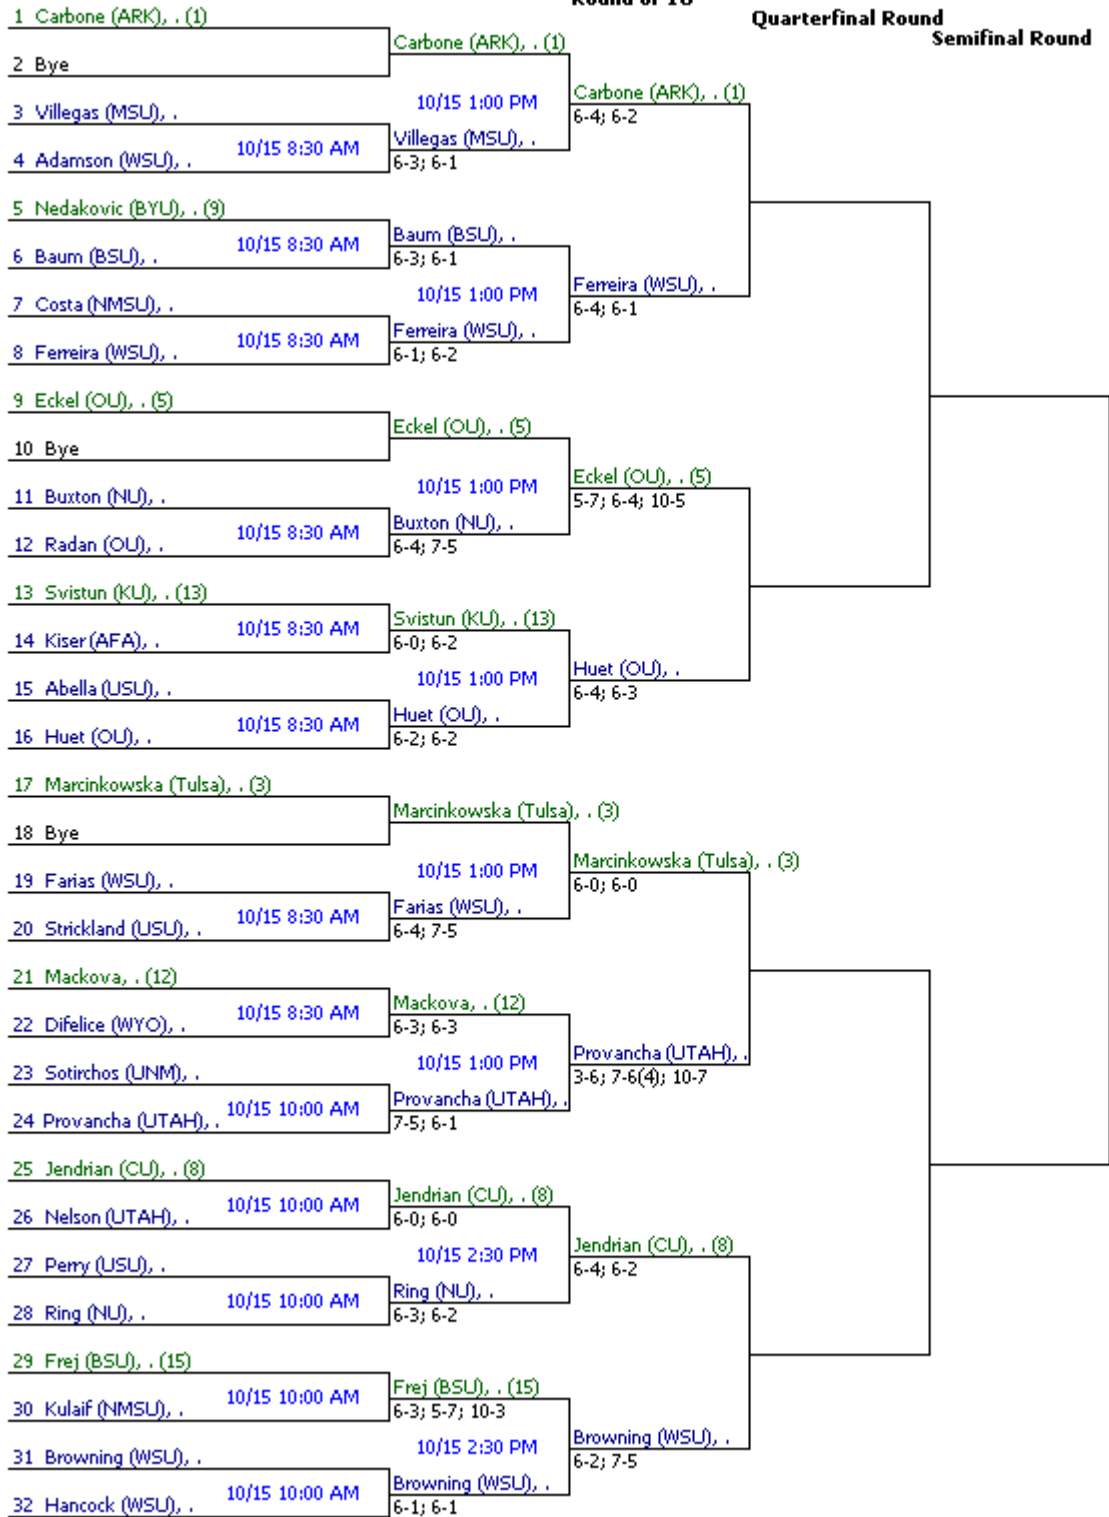 Round of 16
Quarterfinal Round
Semifinal Round
1 Carbone (ARK), . (1)
Carbone (ARK), . (1)
2 Bye
10/15 1:00 PM
Carbone (ARK), . (1)
6-4; 6-2
3 Villegas (MSU), .
10/15 8:30 AM
Villegas (MSU), .
4 Adamson (WSU), .
6-3; 6-1
5 Nedakovic (BYU), . (9)
10/15 8:30 AM
Baum (BSU), .
6 Baum (BSU), .
6-3; 6-1
10/15 1:00 PM
Ferreira (WSU), .
6-4; 6-1
7 Costa (NMSU), .
10/15 8:30 AM
Ferreira (WSU), .
8 Ferreira (WSU), .
6-1; 6-2
9 Eckel (OU), . (5)
Eckel (OU), . (5)
10 Bye
10/15 1:00 PM
Eckel (OU), . (5)
5-7; 6-4; 10-5
11 Buxton (NU), .
10/15 8:30 AM
Buxton (NU), .
12 Radan (OU), .
6-4; 7-5
13 Svistun (KU), . (13)
10/15 8:30 AM
Svistun (KU), . (13)
14 Kiser (AFA), .
6-0; 6-2
10/15 1:00 PM
Huet (OU), .
6-4; 6-3
15 Abella (USU), .
10/15 8:30 AM
Huet (OU), .
16 Huet (OU), .
6-2; 6-2
17 Marcinkowska (Tulsa), . (3)
Marcinkowska (Tulsa), . (3)
18 Bye
10/15 1:00 PM
Marcinkowska (Tulsa), . (3)
6-0; 6-0
19 Farias (WSU), .
10/15 8:30 AM
Farias (WSU), .
20 Strickland (USU), .
6-4; 7-5
21 Mackova, . (12)
10/15 8:30 AM
Mackova, . (12)
22 Difelice (WYO), .
6-3; 6-3
10/15 1:00 PM
Provancha (UTAH), .
3-6; 7-6(4); 10-7
23 Sotirchos (UNM), .
10/15 10:00 AM
Provancha (UTAH), .
24 Provancha (UTAH), .
7-5; 6-1
25 Jendrian (CU), . (8)
10/15 10:00 AM
Jendrian (CU), . (8)
26 Nelson (UTAH), .
6-0; 6-0
10/15 2:30 PM
Jendrian (CU), . (8)
6-4; 6-2
27 Perry (USU), .
10/15 10:00 AM
Ring (NU), .
28 Ring (NU), .
6-3; 6-2
29 Frej (BSU), . (15)
10/15 10:00 AM
Frej (BSU), . (15)
30 Kulaif (NMSU), .
6-3; 5-7; 10-3
10/15 2:30 PM
Browning (WSU), .
6-2; 7-5
31 Browning (WSU), .
10/15 10:00 AM
Browning (WSU), .
32 Hancock (WSU), .
6-1; 6-1